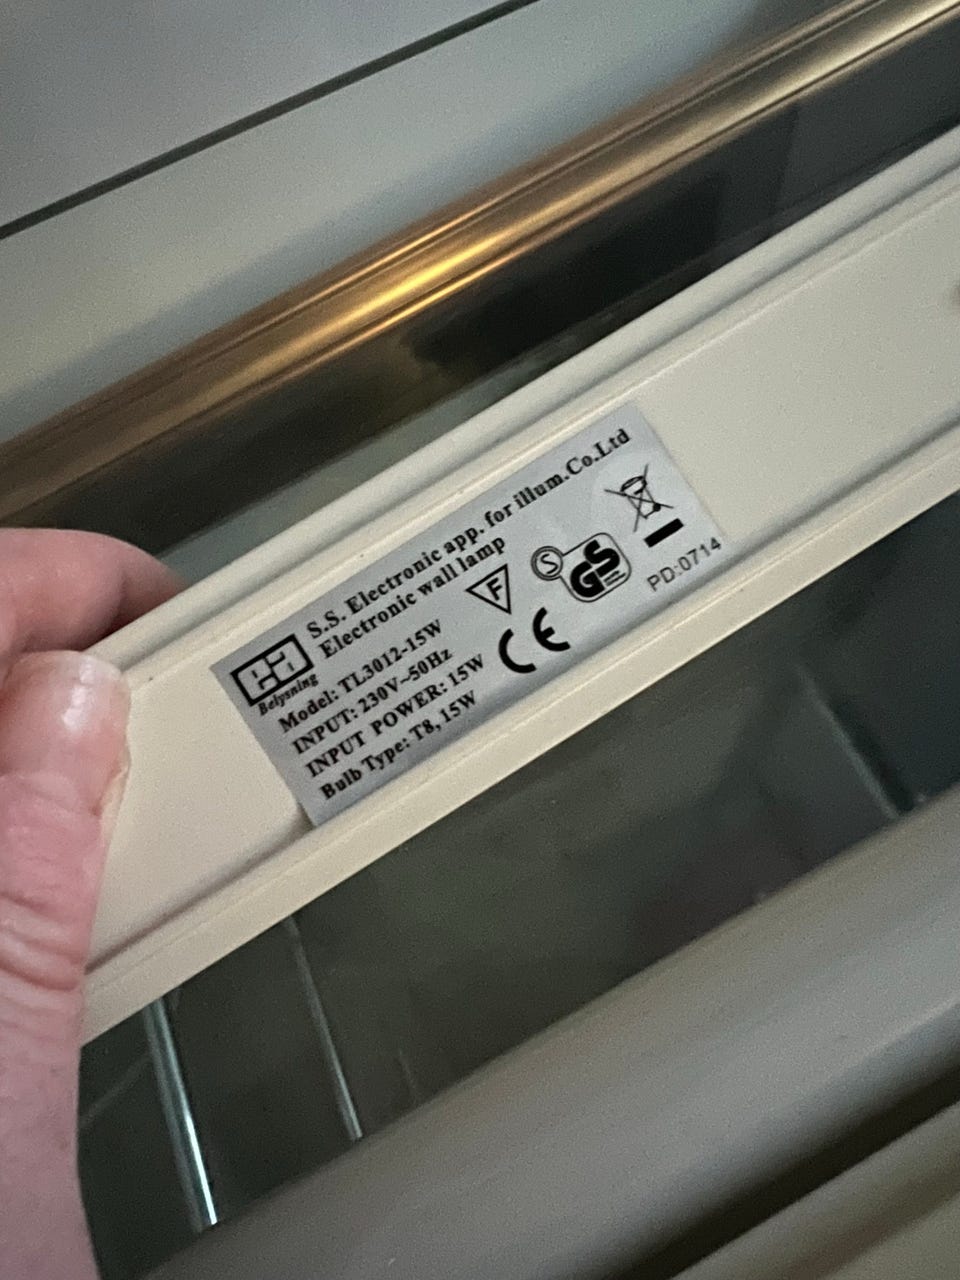 S.S. Electronic app. for illum.Co.Ltd
Electronic wall lamp
ea
Belysning
Model: TL3012-15W
INPUT: 230V~50Hz
INPUT POWER: 15W
Bulb Type: T8, 15W
F
S
GS
CE
PD:0714